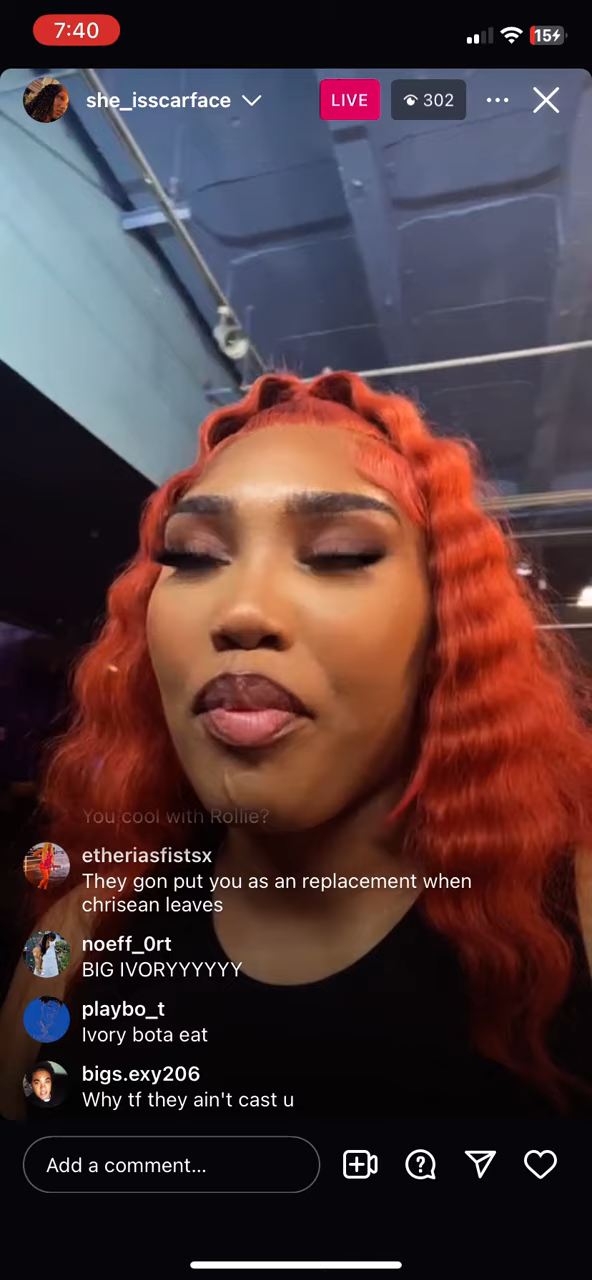 7:40
15
she_isscarface
LIVE
302
You cool with Rollie?
etheriasfistsx
They gon put you as an replacement when
chrisean leaves
noeff_0rt
BIG IVORYYYYYY
playbo_t
Ivory bota eat
bigs.exy206
Why tf they ain't cast u
Add a comment...